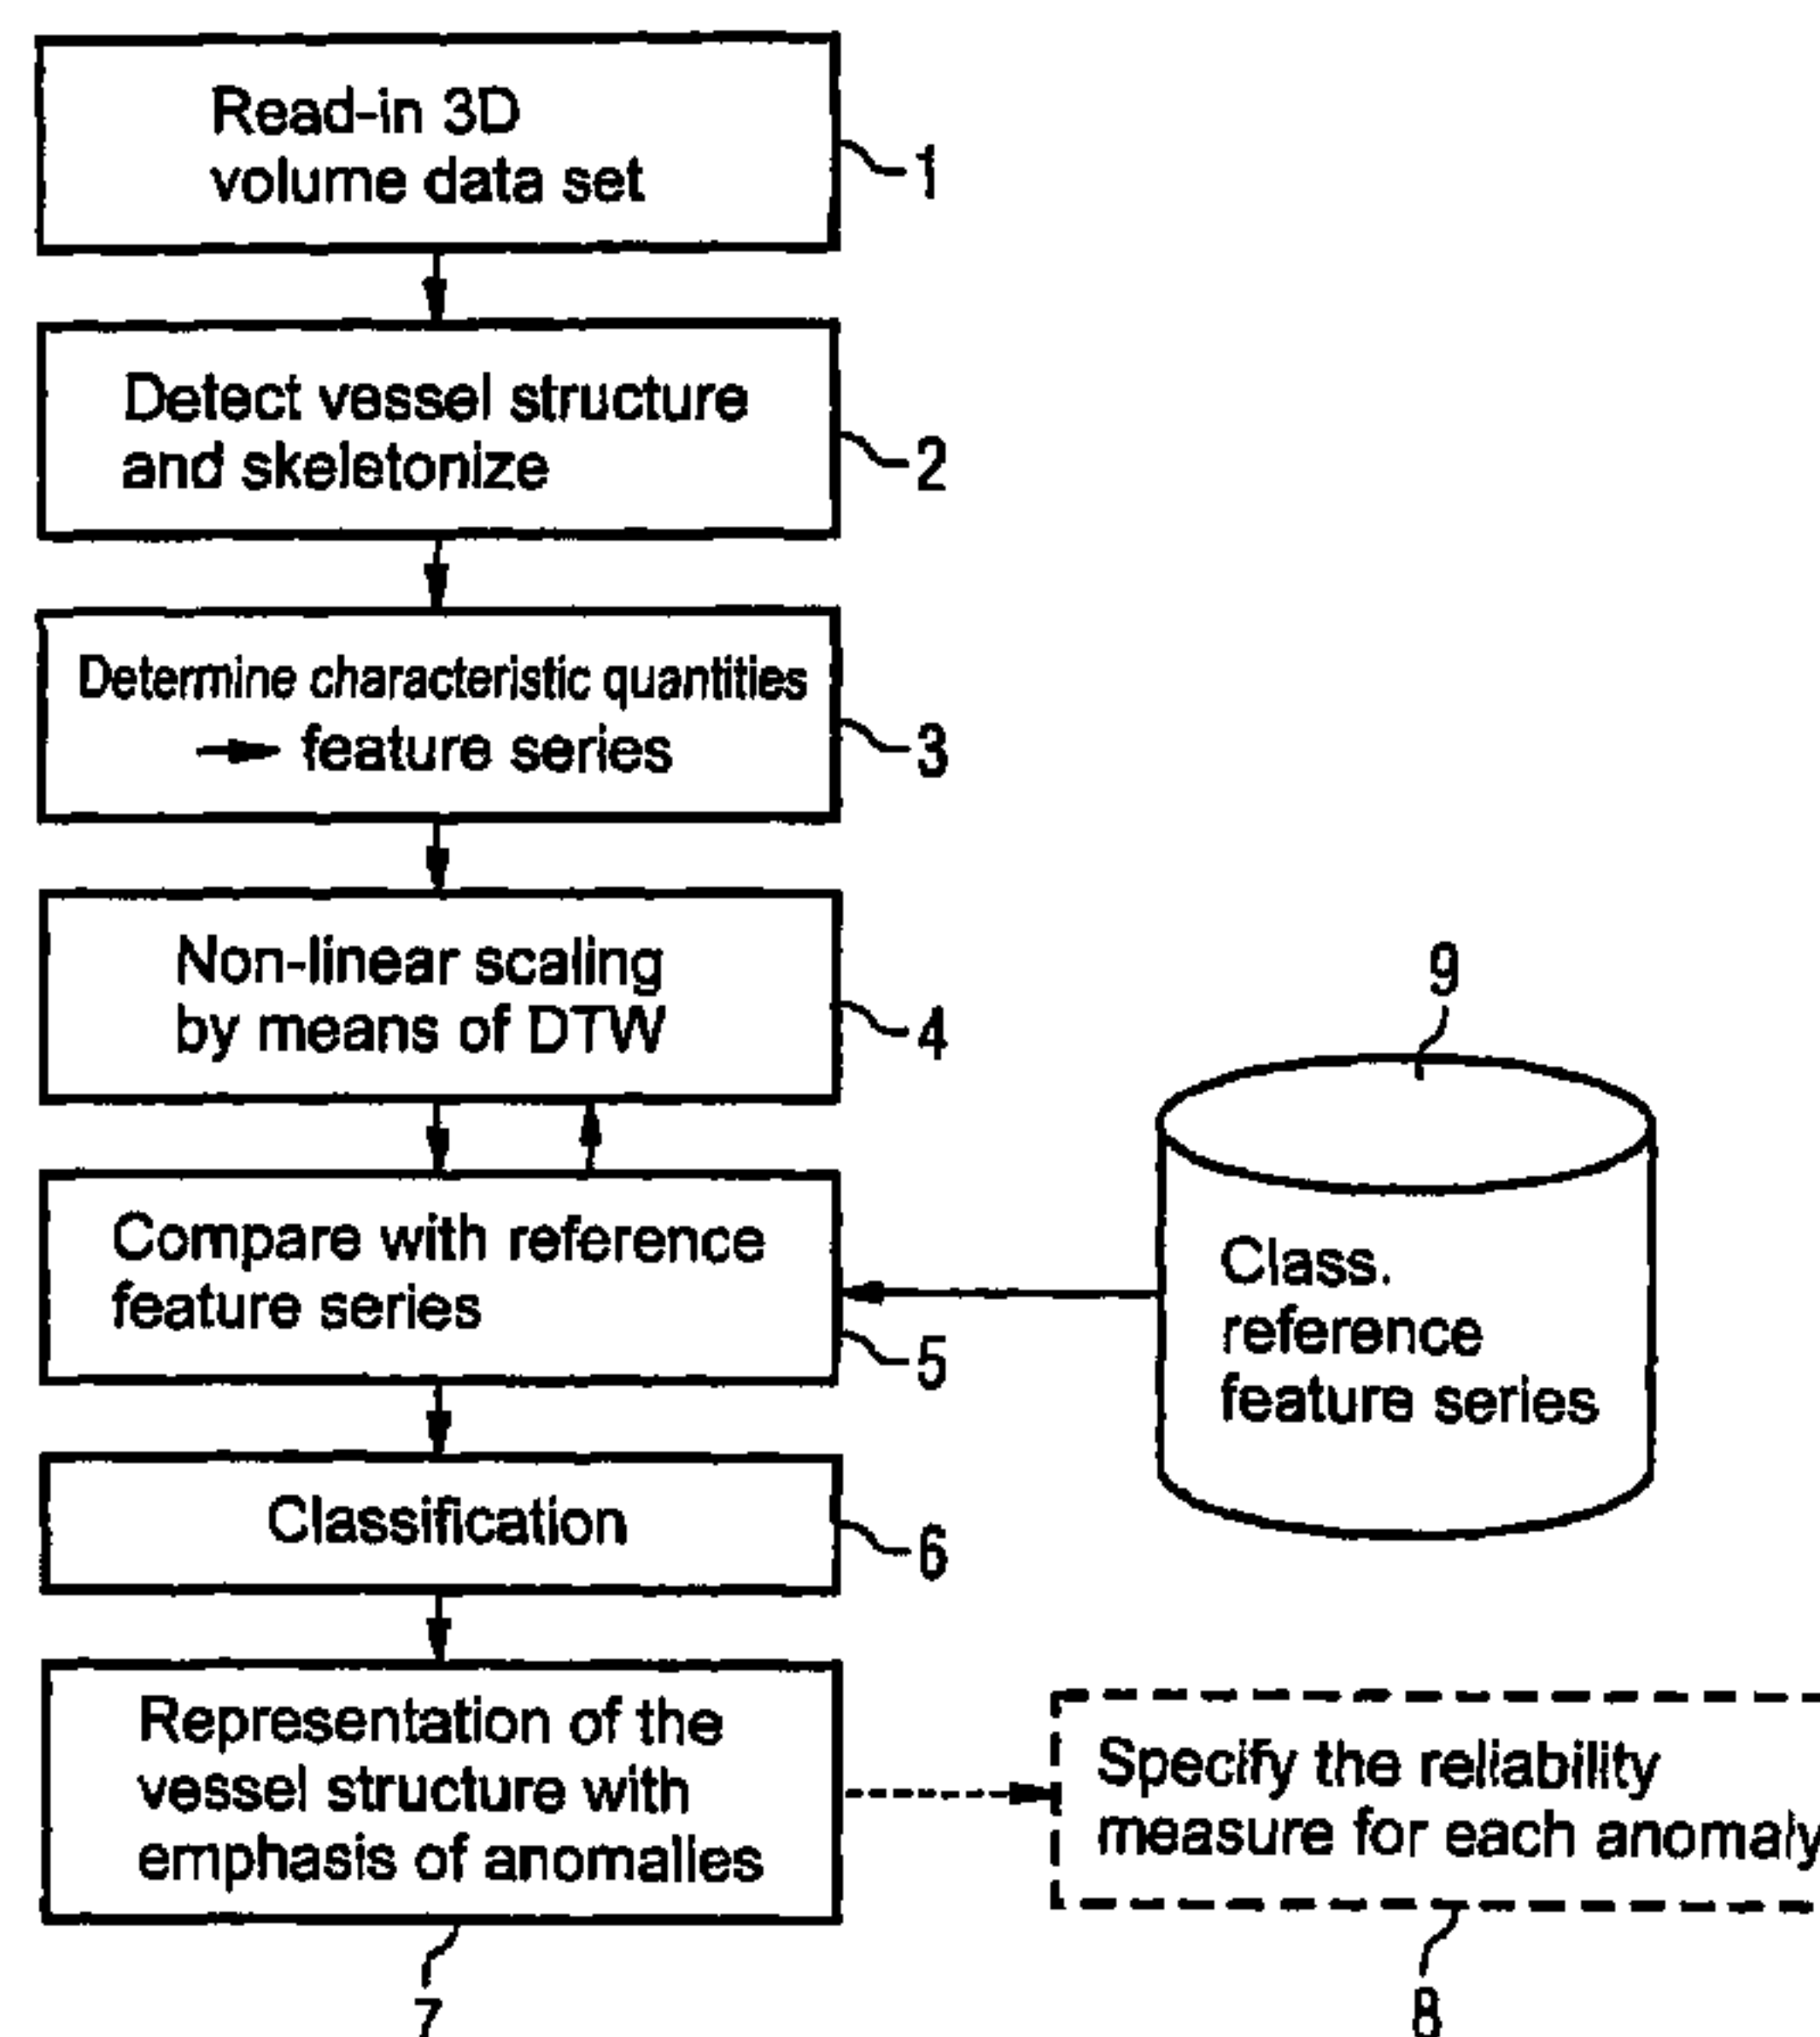 Read-in 3D
volume data set
1
Detect vessel structure
and skeletonize
2
Determine characteristic quantities
feature series
3
Non-linear scaling
by means of DTW
4
9
Compare with reference
feature series
5
Class.
reference
feature series
Classification
6
Representation of the
vessel structure with
emphasis of anomalies
7
Specify the reliability
measure for each anomaly
8